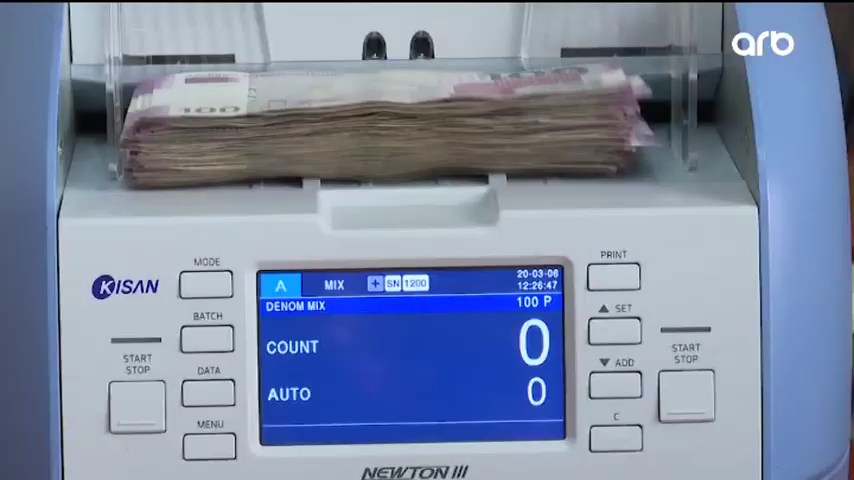 arb
100
KISAN
MODE
BATCH
DATA
MENU
START
STOP
A MIX + SN 1200
20-03-06
12:26:47
DENOM MIX 100 P
COUNT 0
AUTO 0
PRINT
▲ SET
▼ ADD
C
START
STOP
NEWTON III